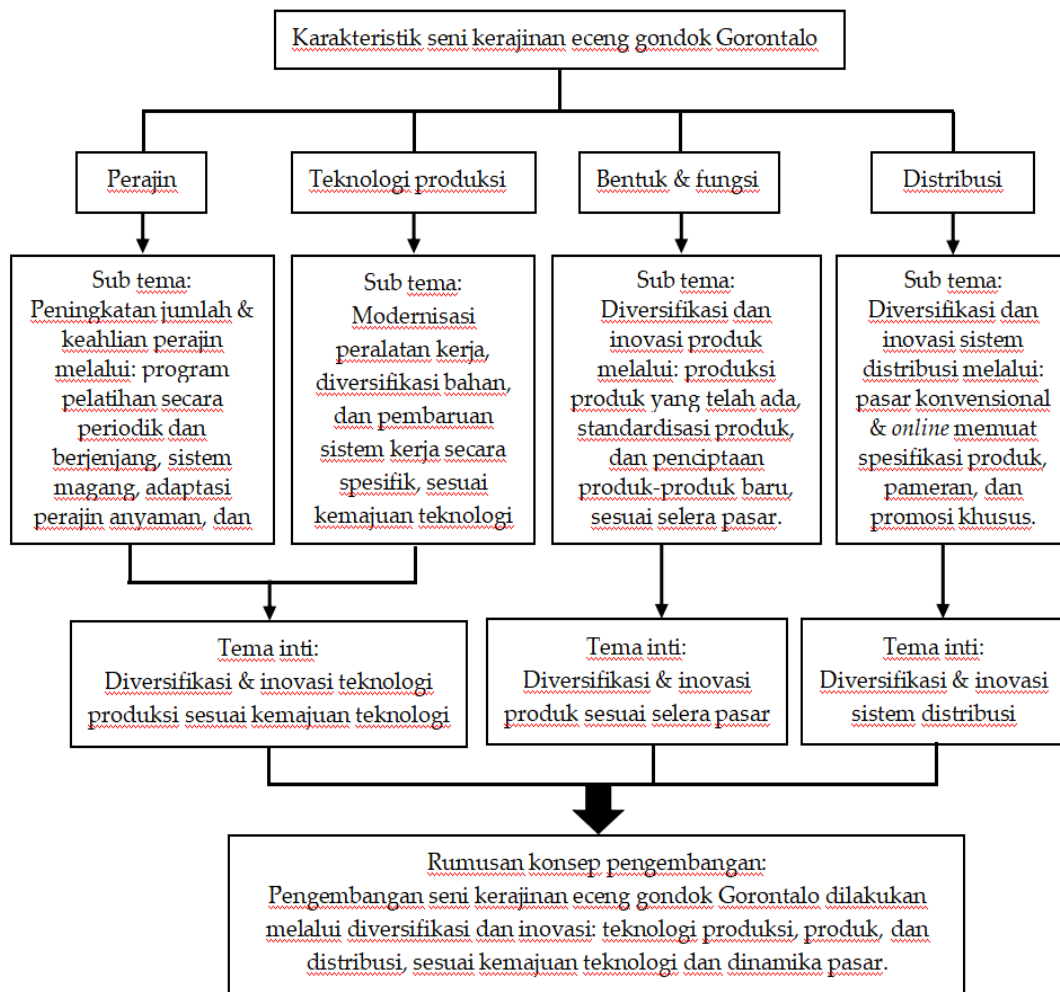 Karakteristik seni kerajinan eceng gondok Gorontalo
Perajin
Teknologi produksi
Bentuk & fungsi
Distribusi
Sub tema:
Peningkatan jumlah &
keahlian perajin
melalui: program
pelatihan secara
periodik dan
berjenjang, sistem
magang, adaptasi
perajin anyaman, dan
Sub tema:
Modernisasi
peralatan kerja,
diversifikasi bahan,
dan pembaruan
sistem kerja secara
spesifik, sesuai
kemajuan teknologi
Sub tema:
Diversifikasi dan
inovasi produk
melalui: produksi
produk yang telah ada,
standardisasi produk,
dan penciptaan
produk-produk baru,
sesuai selera pasar.
Sub tema:
Diversifikasi dan
inovasi sistem
distribusi melalui:
pasar konvensional
& online memuat
spesifikasi produk,
pameran, dan
promosi khusus.
Tema inti:
Diversifikasi & inovasi teknologi
produksi sesuai kemajuan teknologi
Tema inti:
Diversifikasi & inovasi
produk sesuai selera pasar
Tema inti:
Diversifikasi & inovasi
sistem distribusi
Rumusan konsep pengembangan:
Pengembangan seni kerajinan eceng gondok Gorontalo dilakukan
melalui diversifikasi dan inovasi: teknologi produksi, produk, dan
distribusi, sesuai kemajuan teknologi dan dinamika pasar.